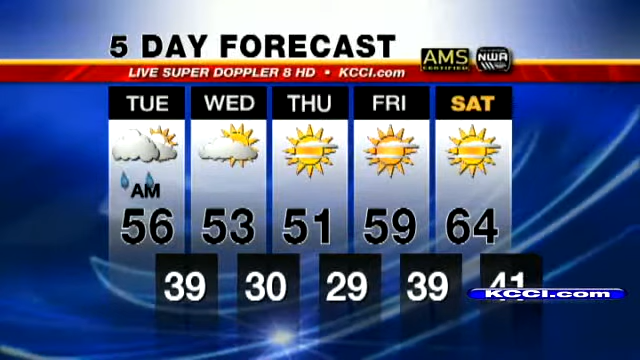 5 DAY FORECAST
AMS
CERTIFIED
NWA
LIVE SUPER DOPPLER 8 HD • KCCI.com
TUE WED THU FRI SAT
AM
56 53 51 59 64
39 30 29 39 41
KCCI.com